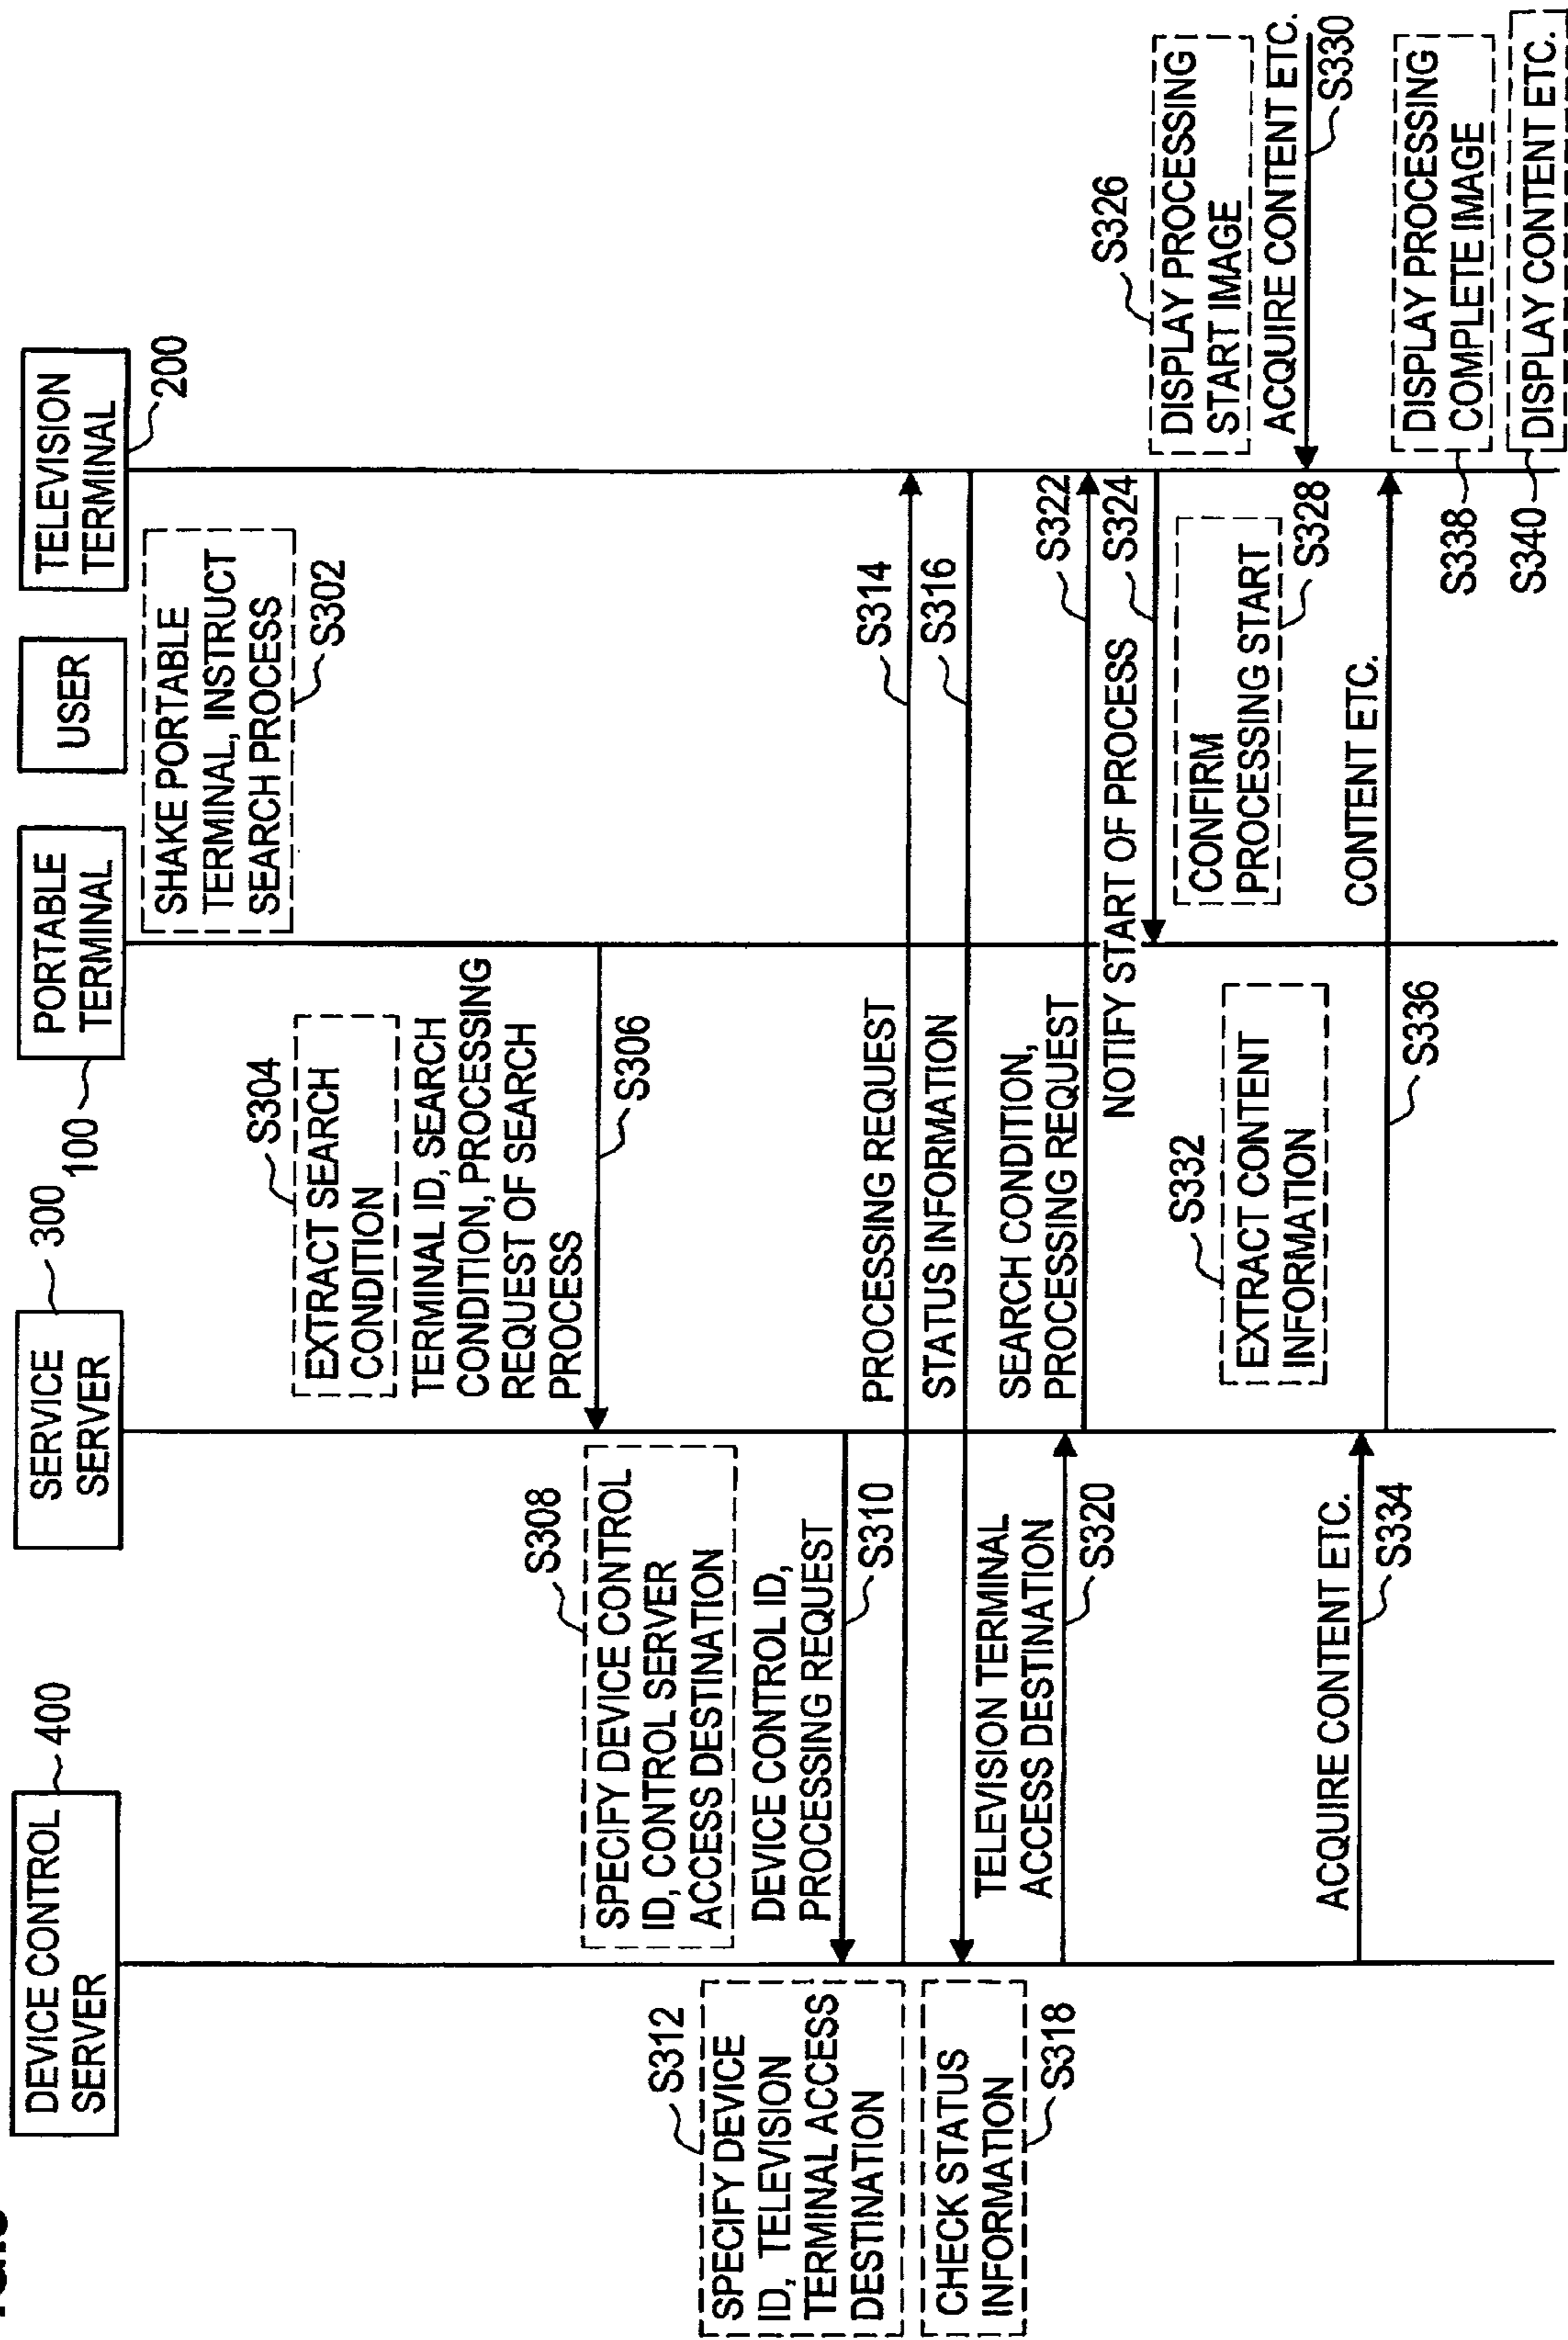 DEVICE CONTROL
SERVER
400
SERVICE
SERVER
300
PORTABLE
TERMINAL
100
USER
TELEVISION
TERMINAL
200
SHAKE PORTABLE
TERMINAL, INSTRUCT
SEARCH PROCESS
S302
S304
EXTRACT SEARCH
CONDITION
TERMINAL ID, SEARCH
CONDITION, PROCESSING
REQUEST OF SEARCH
PROCESS
S306
S308
SPECIFY DEVICE CONTROL
ID, CONTROL SERVER
ACCESS DESTINATION
DEVICE CONTROL ID,
PROCESSING REQUEST
S310
S312
SPECIFY DEVICE
ID, TELEVISION
TERMINAL ACCESS
DESTINATION
PROCESSING REQUEST
S314
STATUS INFORMATION
S316
CHECK STATUS
INFORMATION
S318
TELEVISION TERMINAL
ACCESS DESTINATION
S320
SEARCH CONDITION,
PROCESSING REQUEST
S322
NOTIFY START OF PROCESS
S324
S326
DISPLAY PROCESSING
START IMAGE
CONFIRM
PROCESSING START
S328
ACQUIRE CONTENT ETC.
S330
S332
EXTRACT CONTENT
INFORMATION
ACQUIRE CONTENT ETC.
S334
CONTENT ETC.
S336
DISPLAY PROCESSING
COMPLETE IMAGE
S338
DISPLAY CONTENT ETC.
S340